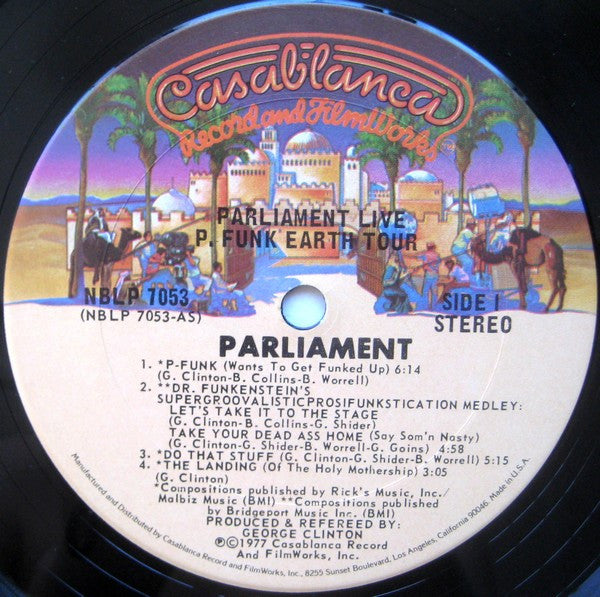 Casablanca
Record and FilmWorks
PARLIAMENT LIVE
P. FUNK EARTH TOUR
NBLP 7053
(NBLP 7053-AS)
SIDE I
STEREO
PARLIAMENT
1. *P-FUNK (Wants To Get Funked Up) 6:14
(G. Clinton-B. Collins-B. Worrell)
2. **DR. FUNKENSTEIN'S
SUPERGROOVALISTICPROSIFUNKSTICATION MEDLEY:
LET'S TAKE IT TO THE STAGE
(G. Clinton-B. Collins-G. Shider)
TAKE YOUR DEAD ASS HOME (Say Som'n Nasty)
(G. Clinton-G. Shider-B. Worrell-G. Goins) 4:58
3. *DO THAT STUFF (G. Clinton-G. Shider-B. Worrell) 5:15
4. *THE LANDING (Of The Holy Mothership) 3:05
(G. Clinton)
*Compositions published by Rick's Music, Inc./
Malbiz Music (BMI) **Compositions published by
Bridgeport Music Inc. (BMI)
PRODUCED & REFEREED BY:
GEORGE CLINTON
℗©1977 Casablanca Record
And FilmWorks, Inc.
Manufactured and Distributed by Casablanca Record and FilmWorks, Inc., 8255 Sunset Boulevard, Los Angeles, California 90046. Made in U.S.A.